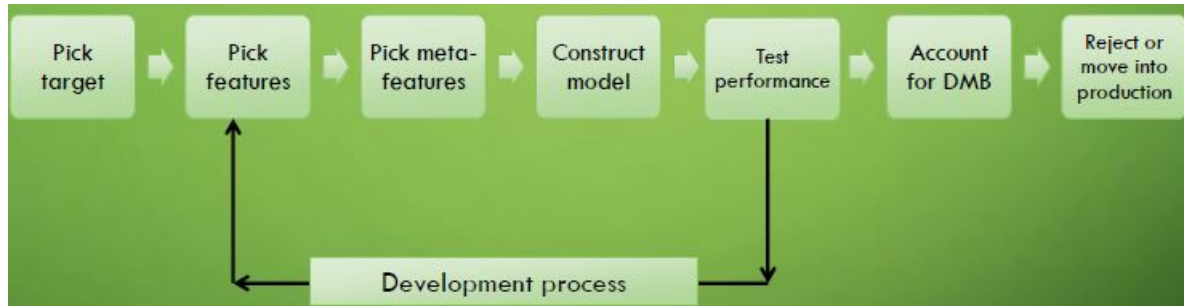 Pick
target
Pick
features
Pick meta-
features
Construct
model
Test
performance
Account
for DMB
Reject or
move into
production
Development process